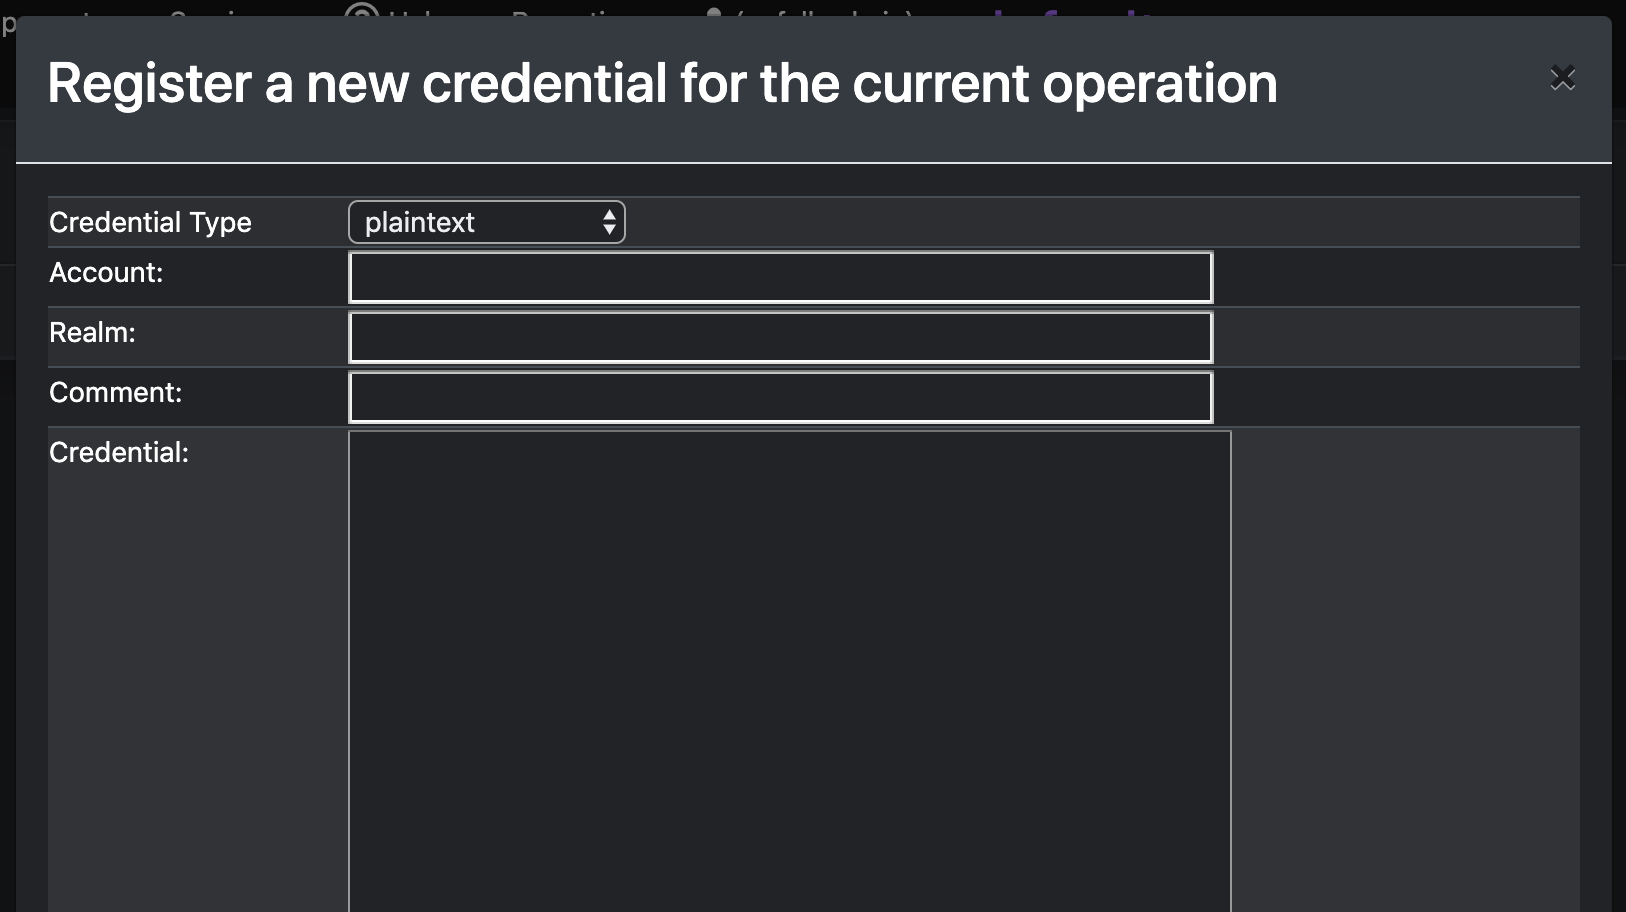 Register a new credential for the current operation
Credential Type
plaintext
Account:
Realm:
Comment:
Credential: